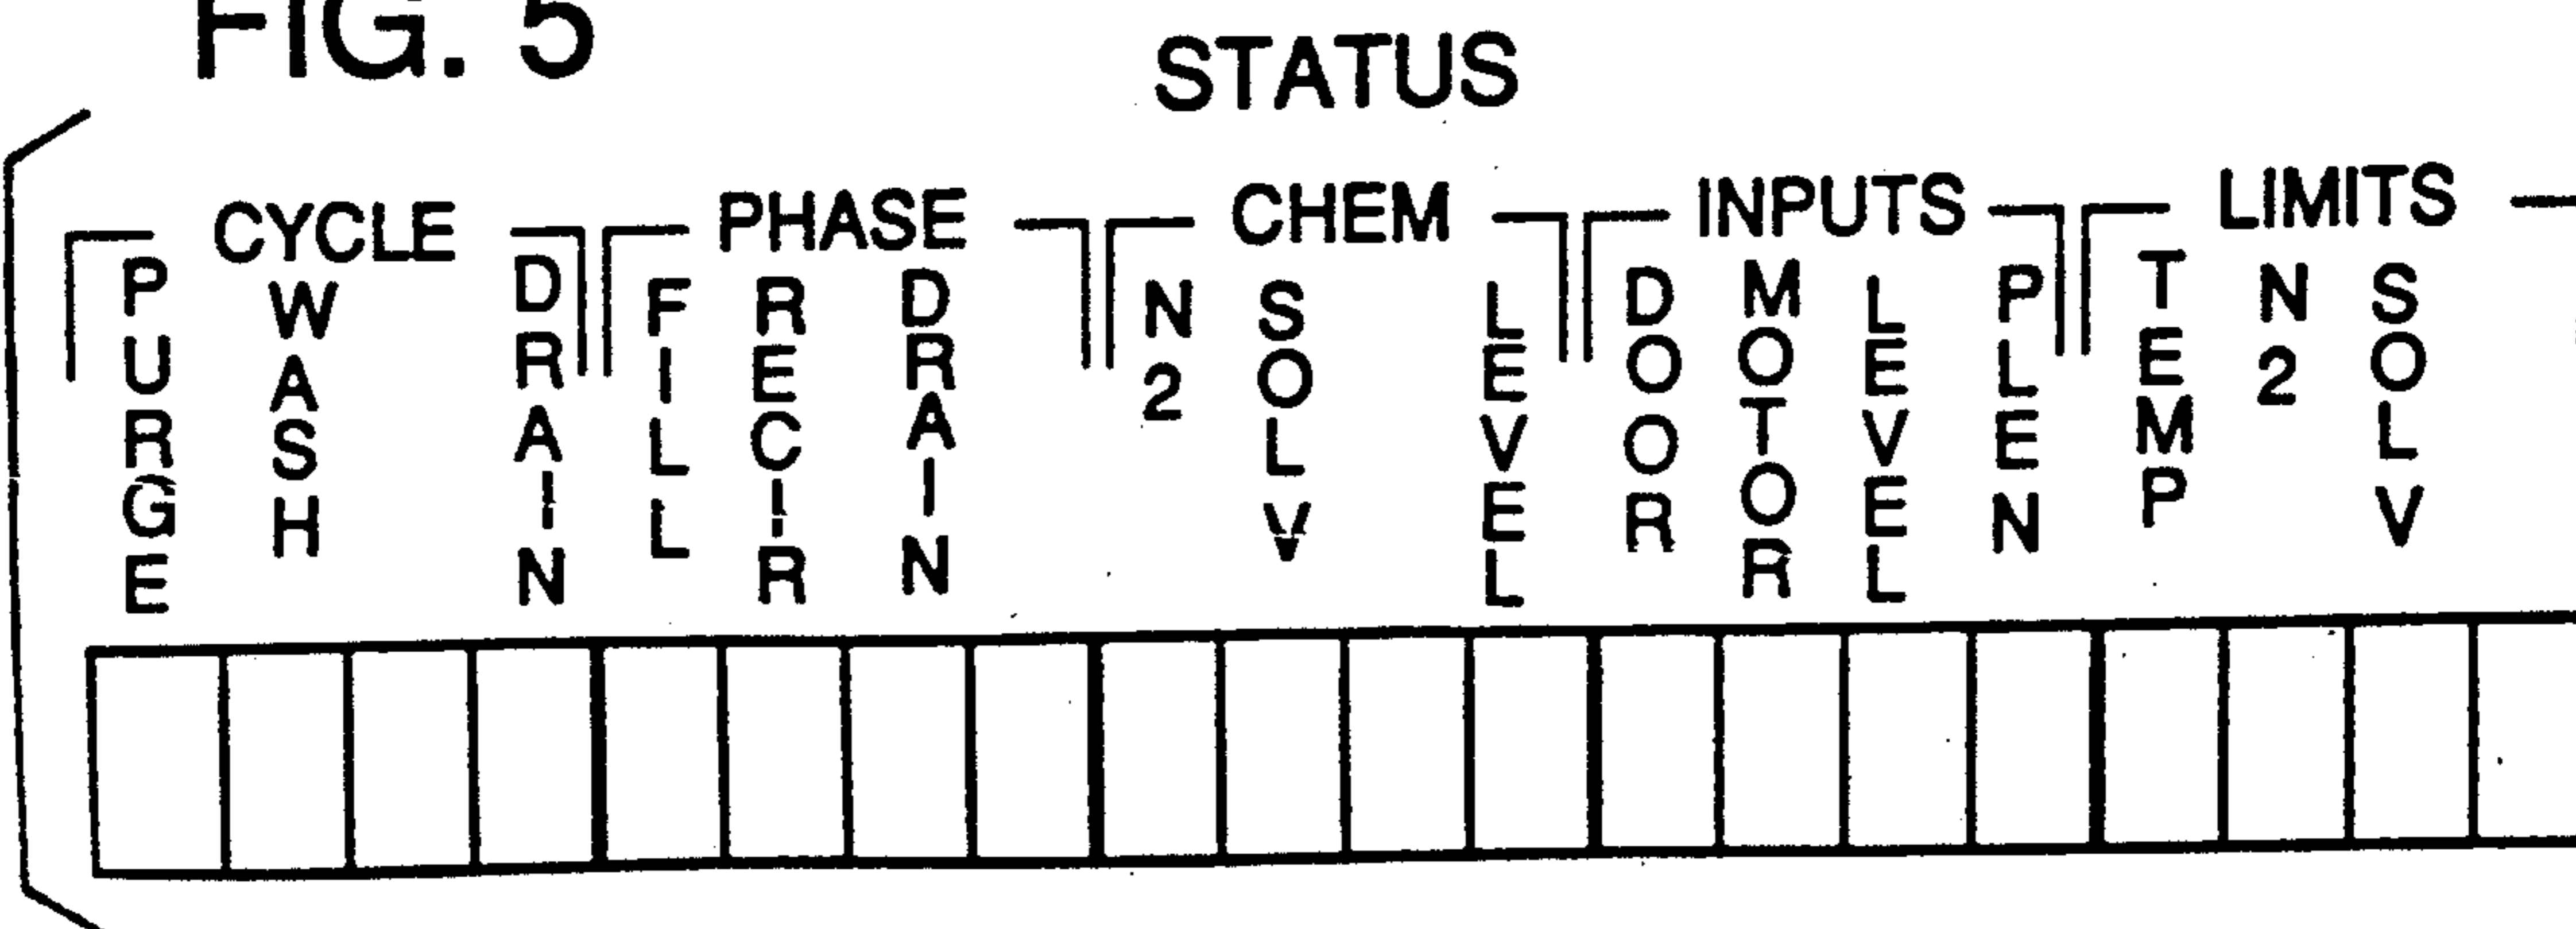 FIG. 5
STATUS
CYCLE PHASE CHEM INPUTS LIMITS
PURGE
WASH
DRAIN
FILL
RECIR
DRAIN
N2
SOLV
LEVEL
DOOR
MOTOR
LEVEL
PLEN
TEMP
N2
SOLV